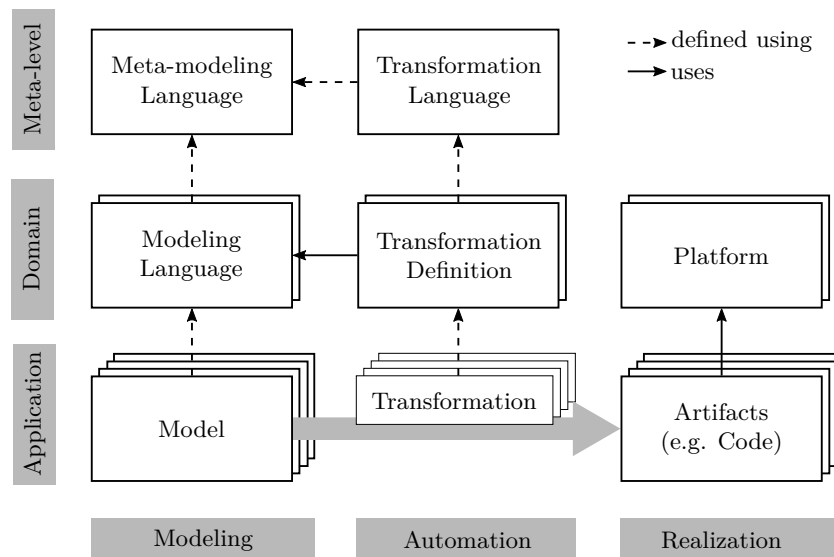 Meta-level
Meta-modeling
Language
Transformation
Language
defined using
uses
Domain
Modeling
Language
Transformation
Definition
Platform
Application
Model
Transformation
Artifacts
(e.g. Code)
Modeling
Automation
Realization